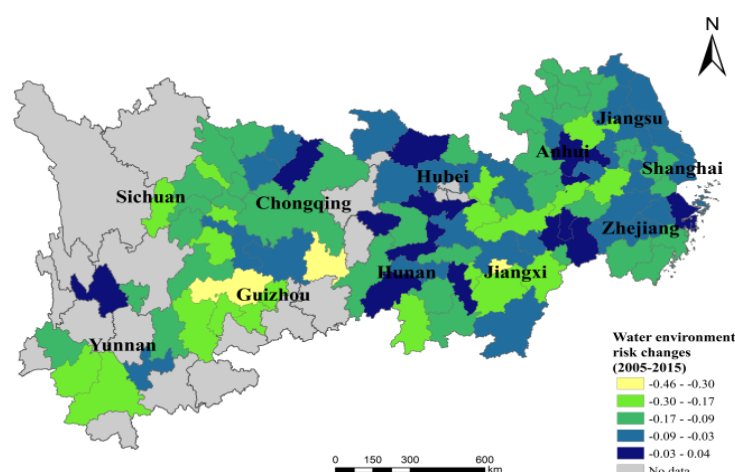 N
Jiangsu
Anhui
Shanghai
Hubei
Sichuan
Chongqing
Zhejiang
Hunan
Jiangxi
Guizhou
Yunnan
Water environment
risk changes
(2005-2015)
-0.46 - -0.30
-0.30 - -0.17
-0.17 - -0.09
-0.09 - -0.03
-0.03 - 0.04
No data
0 150 300 600
km